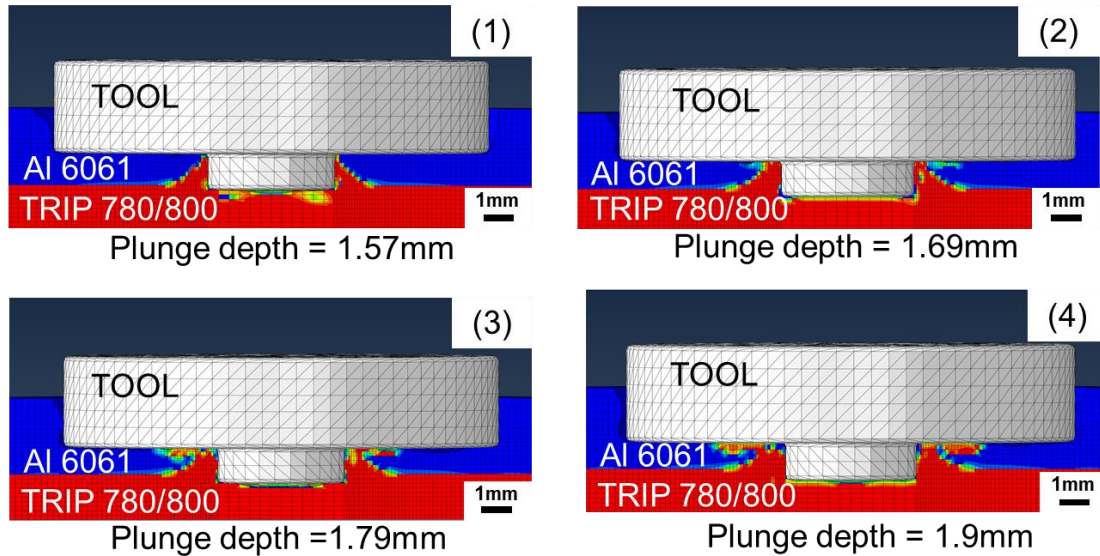 (1)
TOOL
Al 6061
TRIP 780/800
1mm
Plunge depth = 1.57mm
(2)
TOOL
Al 6061
TRIP 780/800
1mm
Plunge depth = 1.69mm
(3)
TOOL
Al 6061
TRIP 780/800
1mm
Plunge depth =1.79mm
(4)
TOOL
Al 6061
TRIP 780/800
1mm
Plunge depth = 1.9mm